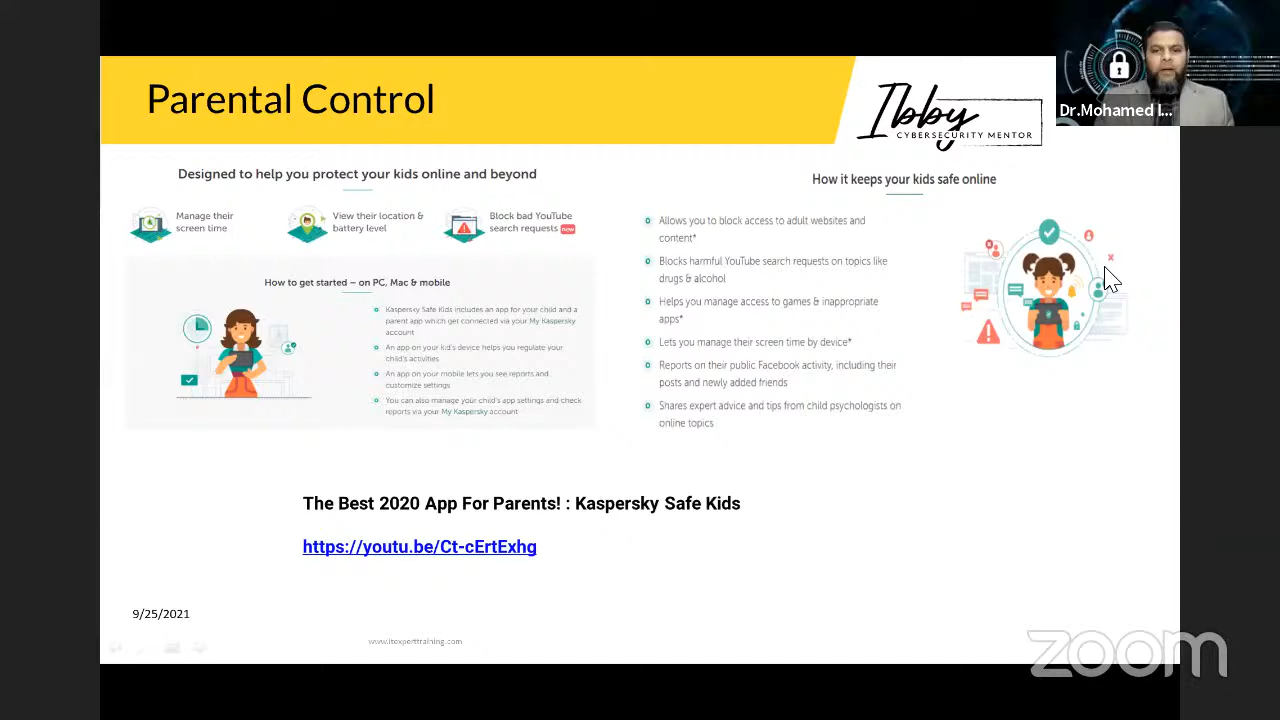 Parental Control
Ibby
CYBERSECURITY MENTOR
Dr.Mohamed I...
Designed to help you protect your kids online and beyond
Manage their
screen time
View their location &
battery level
Block bad YouTube
search requests new
How to get started – on PC, Mac & mobile
Kaspersky Safe Kids includes an app for your child and a
parent app which get connected via your My Kaspersky
account
An app on your kid's device helps you regulate your
child's activities
An app on your mobile lets you see reports and
customize settings
You can also manage your child's app settings and check
reports via your My Kaspersky account
How it keeps your kids safe online
Allows you to block access to adult websites and
content*
Blocks harmful YouTube search requests on topics like
drugs & alcohol
Helps you manage access to games & inappropriate
apps*
Lets you manage their screen time by device*
Reports on their public Facebook activity, including their
posts and newly added friends
Shares expert advice and tips from child psychologists on
online topics
The Best 2020 App For Parents! : Kaspersky Safe Kids
https://youtu.be/Ct-cErtExhg
9/25/2021
www.itexperttraining.com
zoom